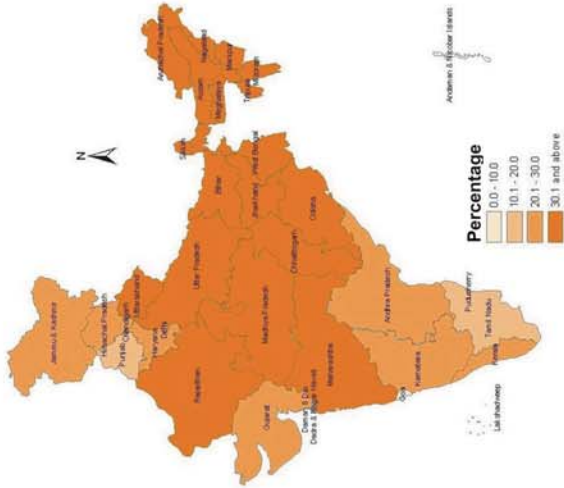 N
Jammu & Kashmir
Himachal Pradesh
Punjab
Chandigarh
Uttarakhand
Haryana
Delhi
Rajasthan
Uttar Pradesh
Bihar
Sikkim
Arunachal Pradesh
Assam
Nagaland
Meghalaya
Manipur
Tripura
Mizoram
West Bengal
Jharkhand
Odisha
Chhattisgarh
Madhya Pradesh
Gujarat
Daman & Diu
Dadra & Nagar Haveli
Maharashtra
Andhra Pradesh
Karnataka
Goa
Kerala
Tamil Nadu
Puducherry
Lakshadweep
Andaman & Nicobar Islands
Percentage
0.0 - 10.0
10.1 - 20.0
20.1 - 30.0
30.1 and above